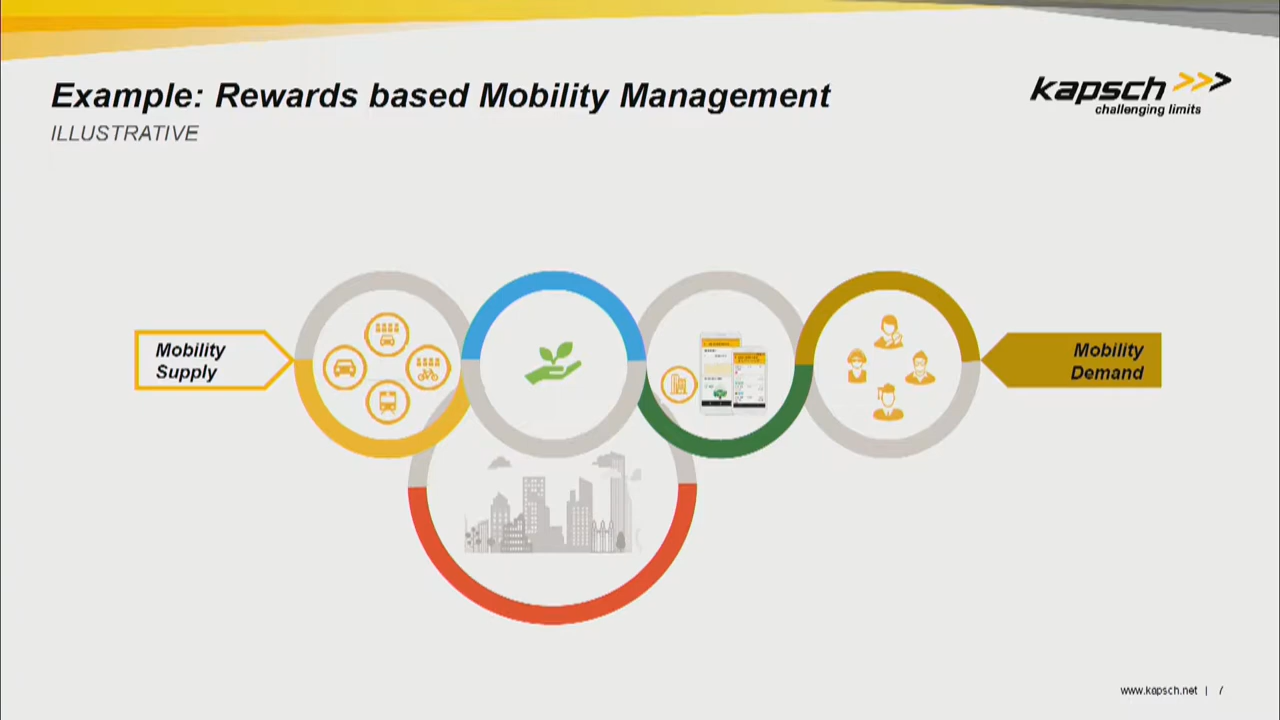 Example: Rewards based Mobility Management
ILLUSTRATIVE
kapsch >>>
challenging limits
Mobility
Supply
Mobility
Demand
www.kapsch.net | 7